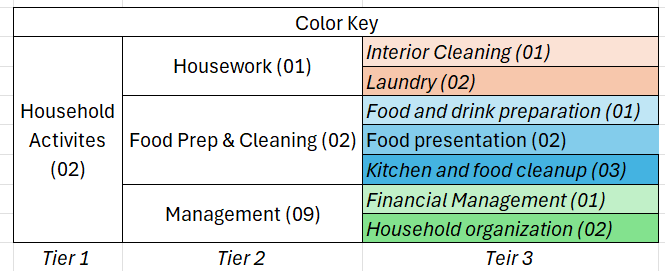 Color Key
Household
Activites
(02)
Housework (01)
Interior Cleaning (01)
Laundry (02)
Food Prep & Cleaning (02)
Food and drink preparation (01)
Food presentation (02)
Kitchen and food cleanup (03)
Management (09)
Financial Management (01)
Household organization (02)
Tier 1
Tier 2
Teir 3